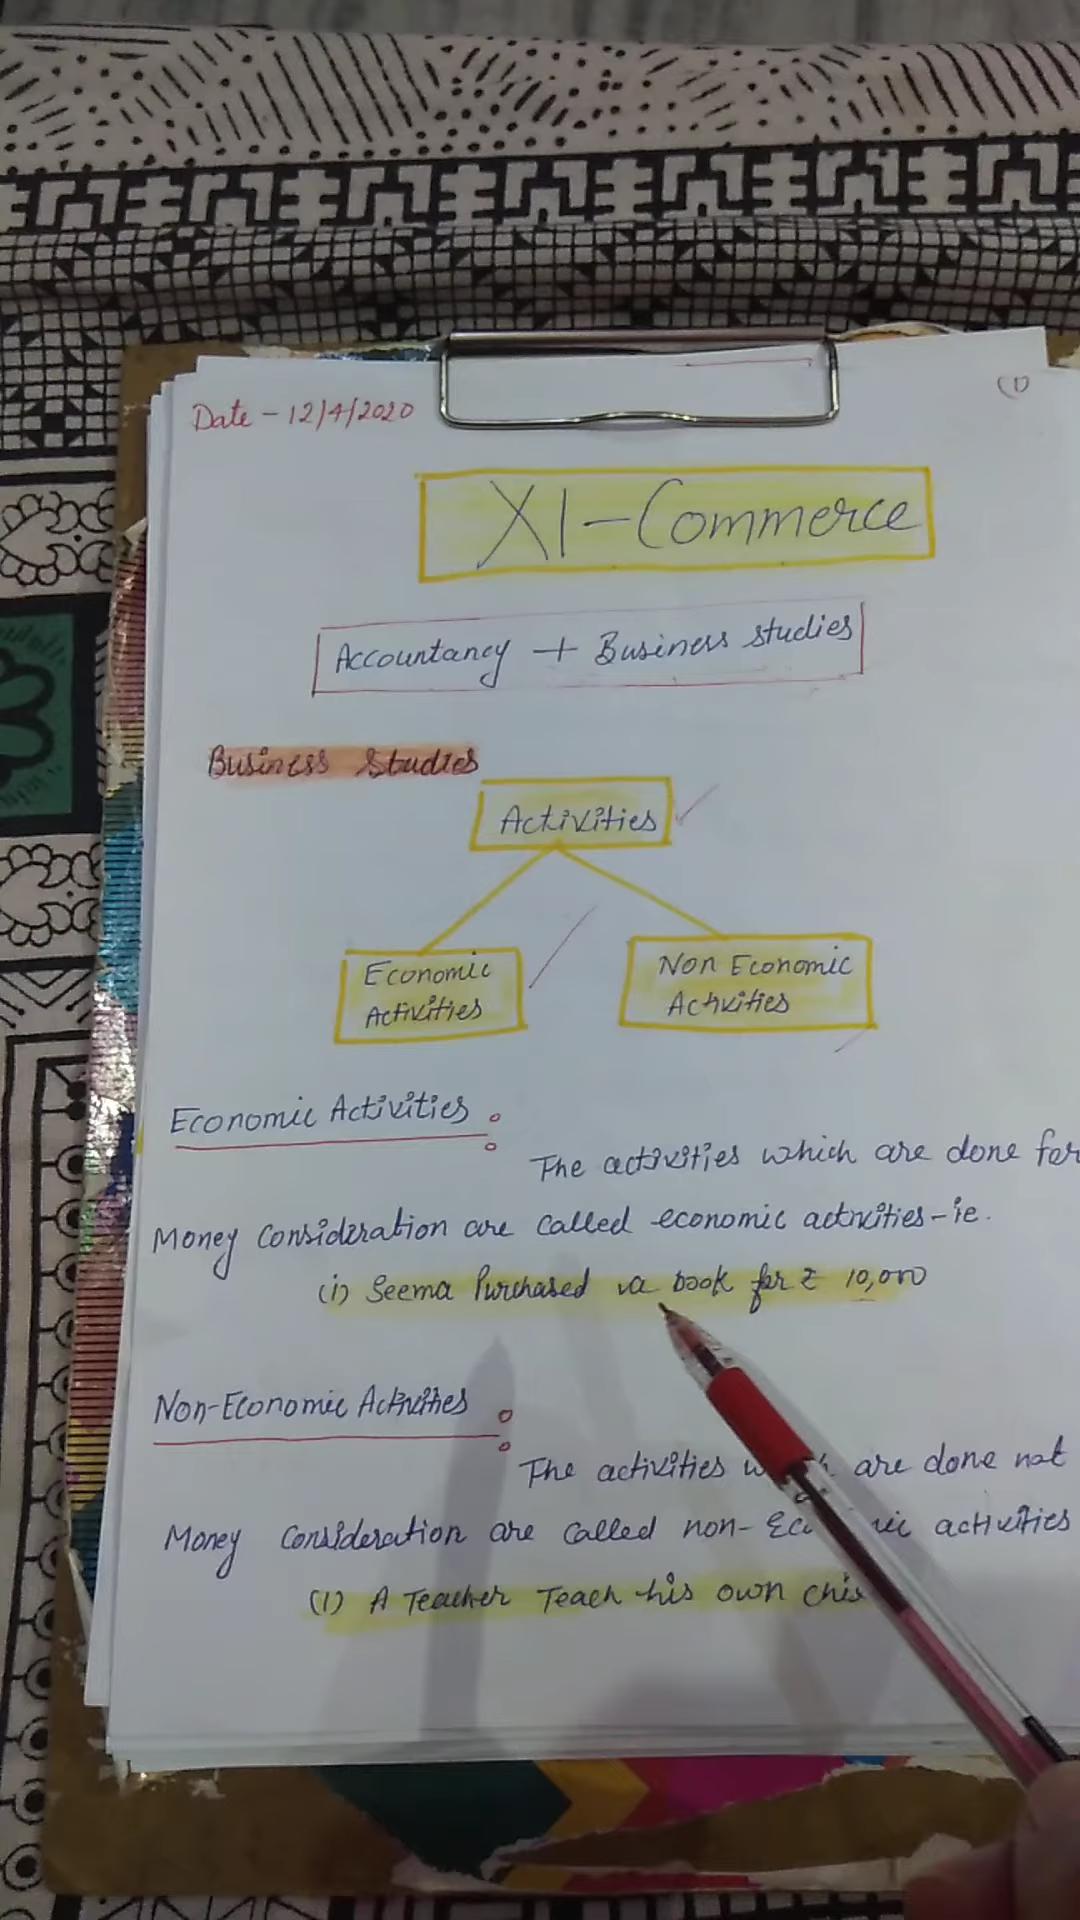 (1)
Date - 12/4/2020
XI-Commerce
Accountancy + Business studies
Business Studies
Activities
Economic
Activities
Non Economic
Activities
Economic Activities :
The activities which are done for
Money consideration are called economic activities - ie.
(i) Seema Purchased a book for ₹ 10,000
Non-Economic Activities :
The activities are done not
Money consideration are called non- activities
(1) A Teacher Teach his own